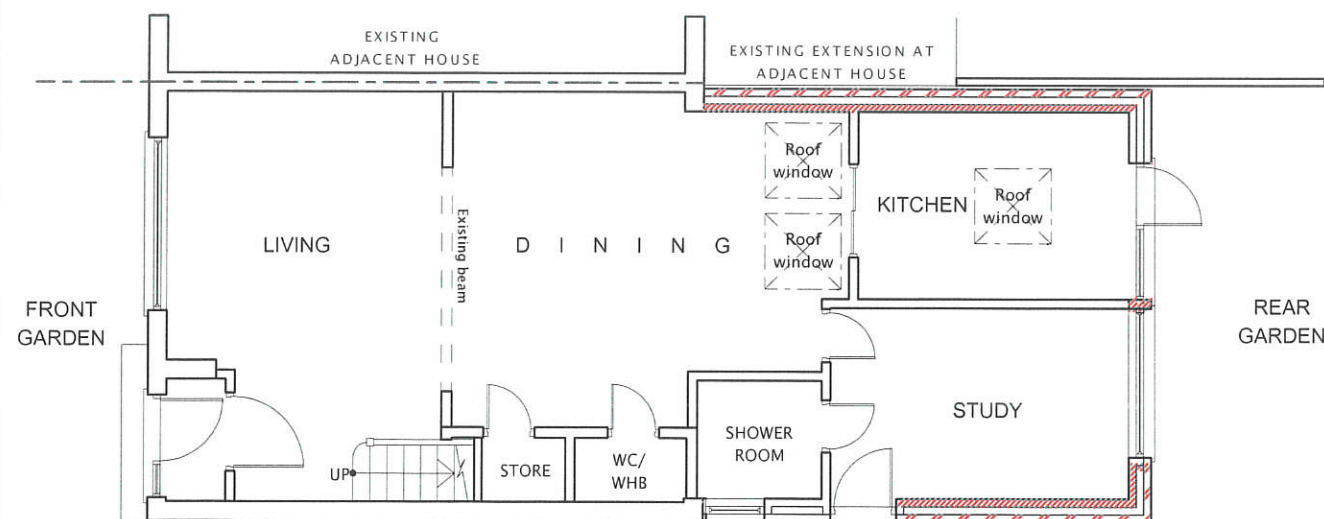 EXISTING
ADJACENT HOUSE
EXISTING EXTENSION AT
ADJACENT HOUSE
Roof
window
Roof
window
KITCHEN
Roof
window
LIVING
Existing beam
DINING
FRONT
GARDEN
REAR
GARDEN
STUDY
SHOWER
ROOM
UP
STORE
WC/
WHB